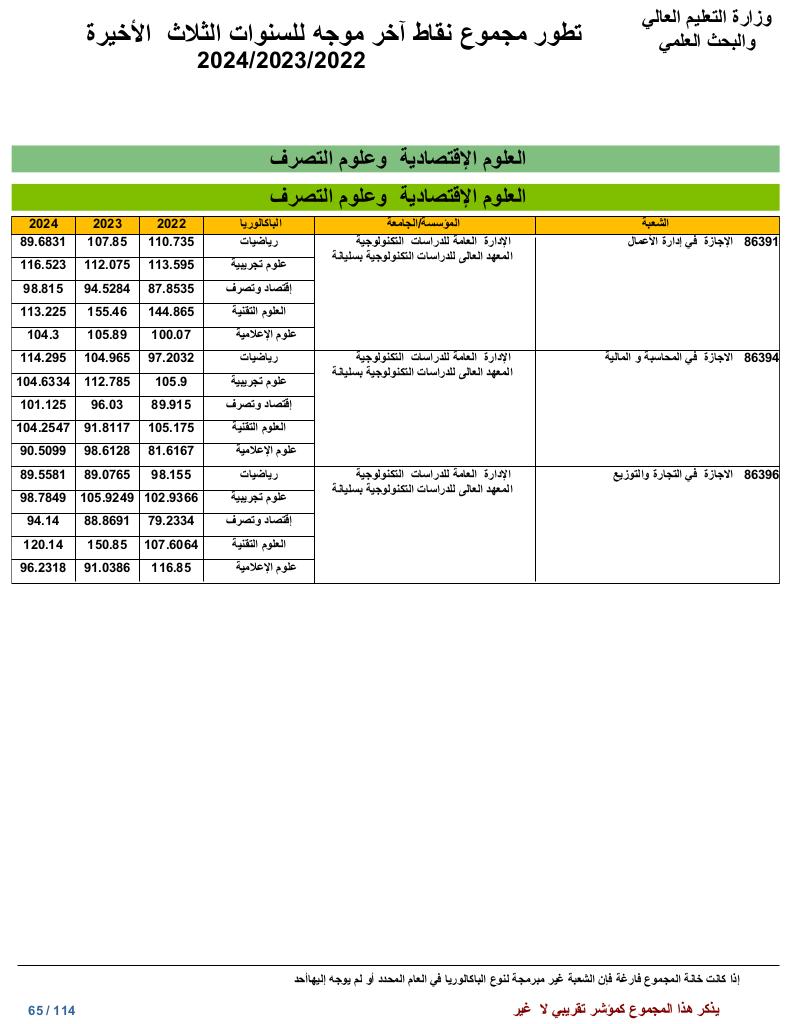 وزارة التعليم العالي
والبحث العلمي
تطور مجموع نقاط آخر موجه للسنوات الثلاث الأخيرة
2024/2023/2022
العلوم الإقتصادية وعلوم التصرف
العلوم الإقتصادية وعلوم التصرف
الشعبة المؤسسة/الجامعة الباكالوريا 2022 2023 2024
86391 الاجازة في إدارة الأعمال الإدارة العامة للدراسات التكنولوجية رياضيات 110.735 107.85 89.6831
المعهد العالى للدراسات التكنولوجية بسليانة
علوم تجريبية 113.595 112.075 116.523
إقتصاد وتصرف 87.8535 94.5284 98.815
العلوم التقنية 144.865 155.46 113.225
علوم الإعلامية 100.07 105.89 104.3
86394 الاجازة في المحاسبة و المالية الإدارة العامة للدراسات التكنولوجية رياضيات 97.2032 104.965 114.295
المعهد العالى للدراسات التكنولوجية بسليانة
علوم تجريبية 105.9 112.785 104.6334
إقتصاد وتصرف 89.915 96.03 101.125
العلوم التقنية 105.175 91.8117 104.2547
علوم الإعلامية 81.6167 98.6128 90.5099
86396 الاجازة في التجارة والتوزيع الإدارة العامة للدراسات التكنولوجية رياضيات 98.155 89.0765 89.5581
المعهد العالى للدراسات التكنولوجية بسليانة
علوم تجريبية 102.9366 105.9249 98.7849
إقتصاد وتصرف 79.2334 88.8691 94.14
العلوم التقنية 107.6064 150.85 120.14
علوم الإعلامية 116.85 91.0386 96.2318
إذا كانت خانة المجموع فارغة فإن الشعبة غير مبرمجة لنوع الباكالوريا في العام المحدد أو لم يوجه إليهاأحد
يذكر هذا المجموع كمؤشر تقريبي لا غير
65 / 114